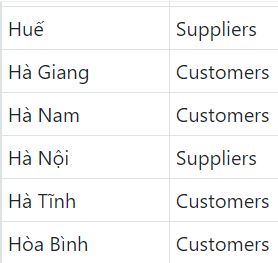 Huế Suppliers
Hà Giang Customers
Hà Nam Customers
Hà Nội Suppliers
Hà Tĩnh Customers
Hòa Bình Customers